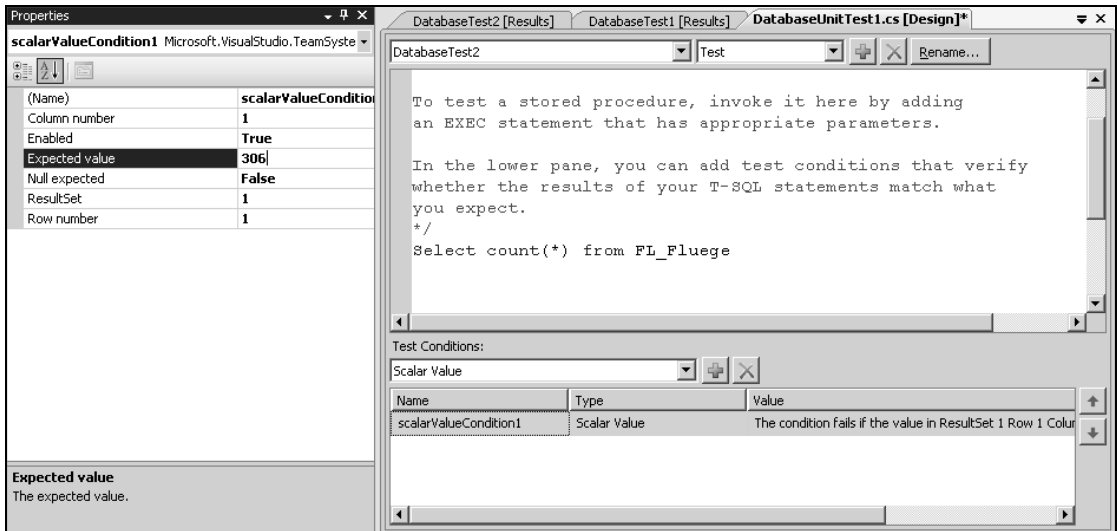 Properties
scalarValueCondition1 Microsoft.VisualStudio.TeamSyste
(Name) scalarValueCondition
Column number 1
Enabled True
Expected value 306
Null expected False
ResultSet 1
Row number 1
Expected value
The expected value.
DatabaseTest2 [Results] DatabaseTest1 [Results] DatabaseUnitTest1.cs [Design]*
DatabaseTest2 Test Rename...
To test a stored procedure, invoke it here by adding
an EXEC statement that has appropriate parameters.
In the lower pane, you can add test conditions that verify
whether the results of your T-SQL statements match what
you expect.
*/
Select count(*) from FL_Fluege
Test Conditions:
Scalar Value
Name Type Value
scalarValueCondition1 Scalar Value The condition fails if the value in ResultSet 1 Row 1 Colur